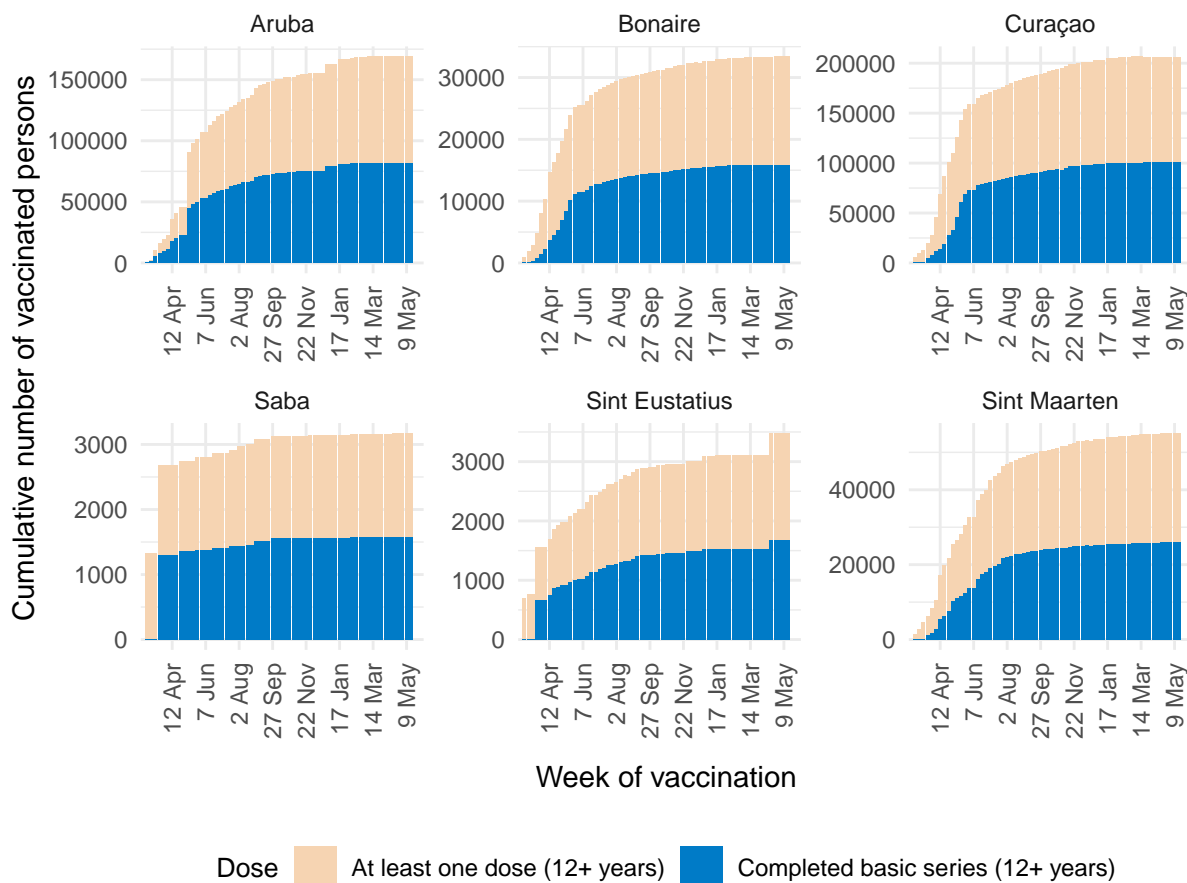 Cumulative number of vaccinated persons
Aruba
150000
100000
50000
0
12 Apr
7 Jun
2 Aug
27 Sep
22 Nov
17 Jan
14 Mar
9 May
Bonaire
30000
20000
10000
0
12 Apr
7 Jun
2 Aug
27 Sep
22 Nov
17 Jan
14 Mar
9 May
Curaçao
200000
150000
100000
50000
0
12 Apr
7 Jun
2 Aug
27 Sep
22 Nov
17 Jan
14 Mar
9 May
Saba
3000
2000
1000
0
12 Apr
7 Jun
2 Aug
27 Sep
22 Nov
17 Jan
14 Mar
9 May
Sint Eustatius
3000
2000
1000
0
12 Apr
7 Jun
2 Aug
27 Sep
22 Nov
17 Jan
14 Mar
9 May
Sint Maarten
40000
20000
0
12 Apr
7 Jun
2 Aug
27 Sep
22 Nov
17 Jan
14 Mar
9 May
Week of vaccination
Dose At least one dose (12+ years) Completed basic series (12+ years)